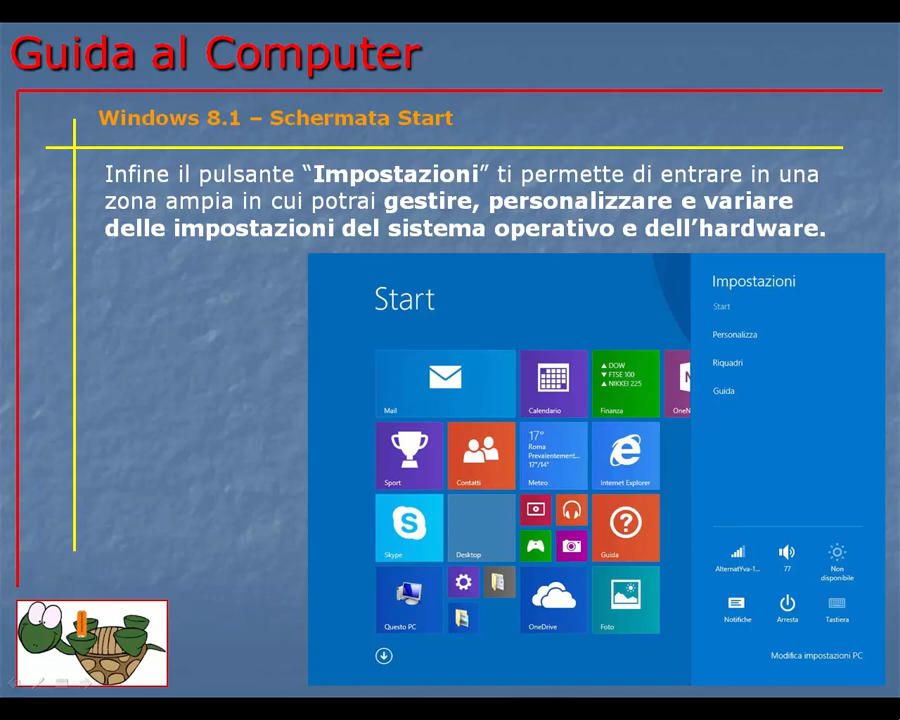 Guida al Computer
Windows 8.1 – Schermata Start
Infine il pulsante “Impostazioni” ti permette di entrare in una
zona ampia in cui potrai gestire, personalizzare e variare
delle impostazioni del sistema operativo e dell’hardware.
Start
Mail
Calendario
▲ DOW
▼ FTSE 100
▲ NIKKEI 225
Finanza
OneN
Sport
Contatti
17°
Roma
Prevalentement...
17°/14°
Meteo
Internet Explorer
Skype
Desktop
Guida
Questo PC
OneDrive
Foto
Impostazioni
Start
Personalizza
Riquadri
Guida
AlternatYva-1...
77
Non
disponibile
Notifiche
Arresta
Tastiera
Modifica impostazioni PC